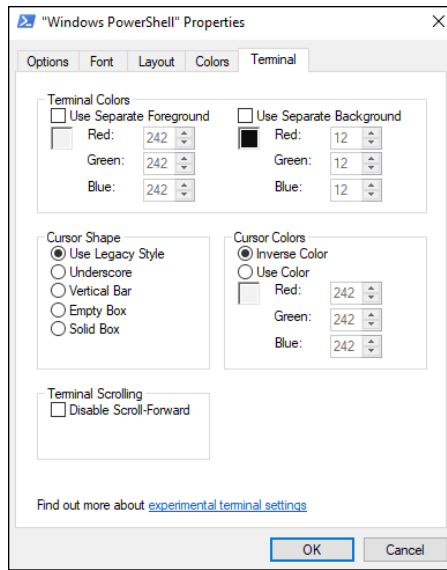 "Windows PowerShell" Properties
Options Font Layout Colors Terminal
Terminal Colors
Use Separate Foreground
Red: 242
Green: 242
Blue: 242
Use Separate Background
Red: 12
Green: 12
Blue: 12
Cursor Shape
Use Legacy Style
Underscore
Vertical Bar
Empty Box
Solid Box
Cursor Colors
Inverse Color
Use Color
Red: 242
Green: 242
Blue: 242
Terminal Scrolling
Disable Scroll-Forward
Find out more about experimental terminal settings
OK Cancel